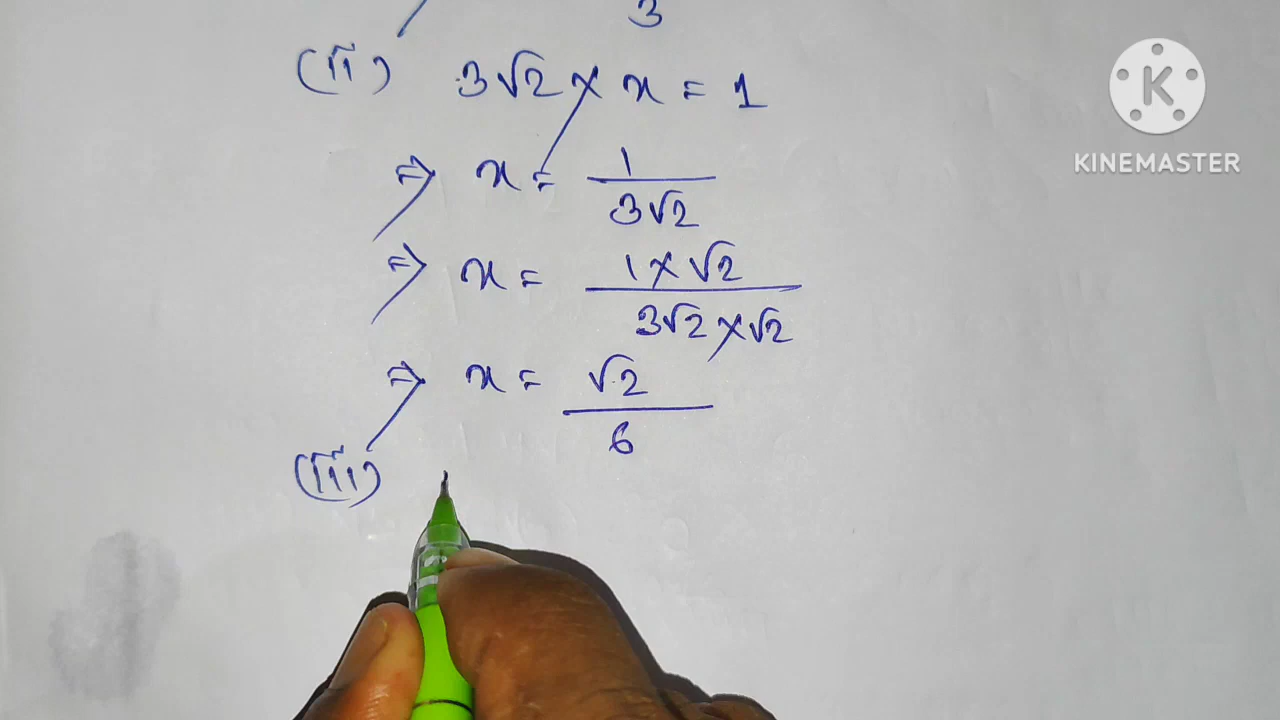 3
(ii) 3√2 × x = 1
K
KINEMASTER
⇒ x = 1/3√2
⇒ x = 1×√2/3√2×√2
⇒ x = √2/6
(iii)